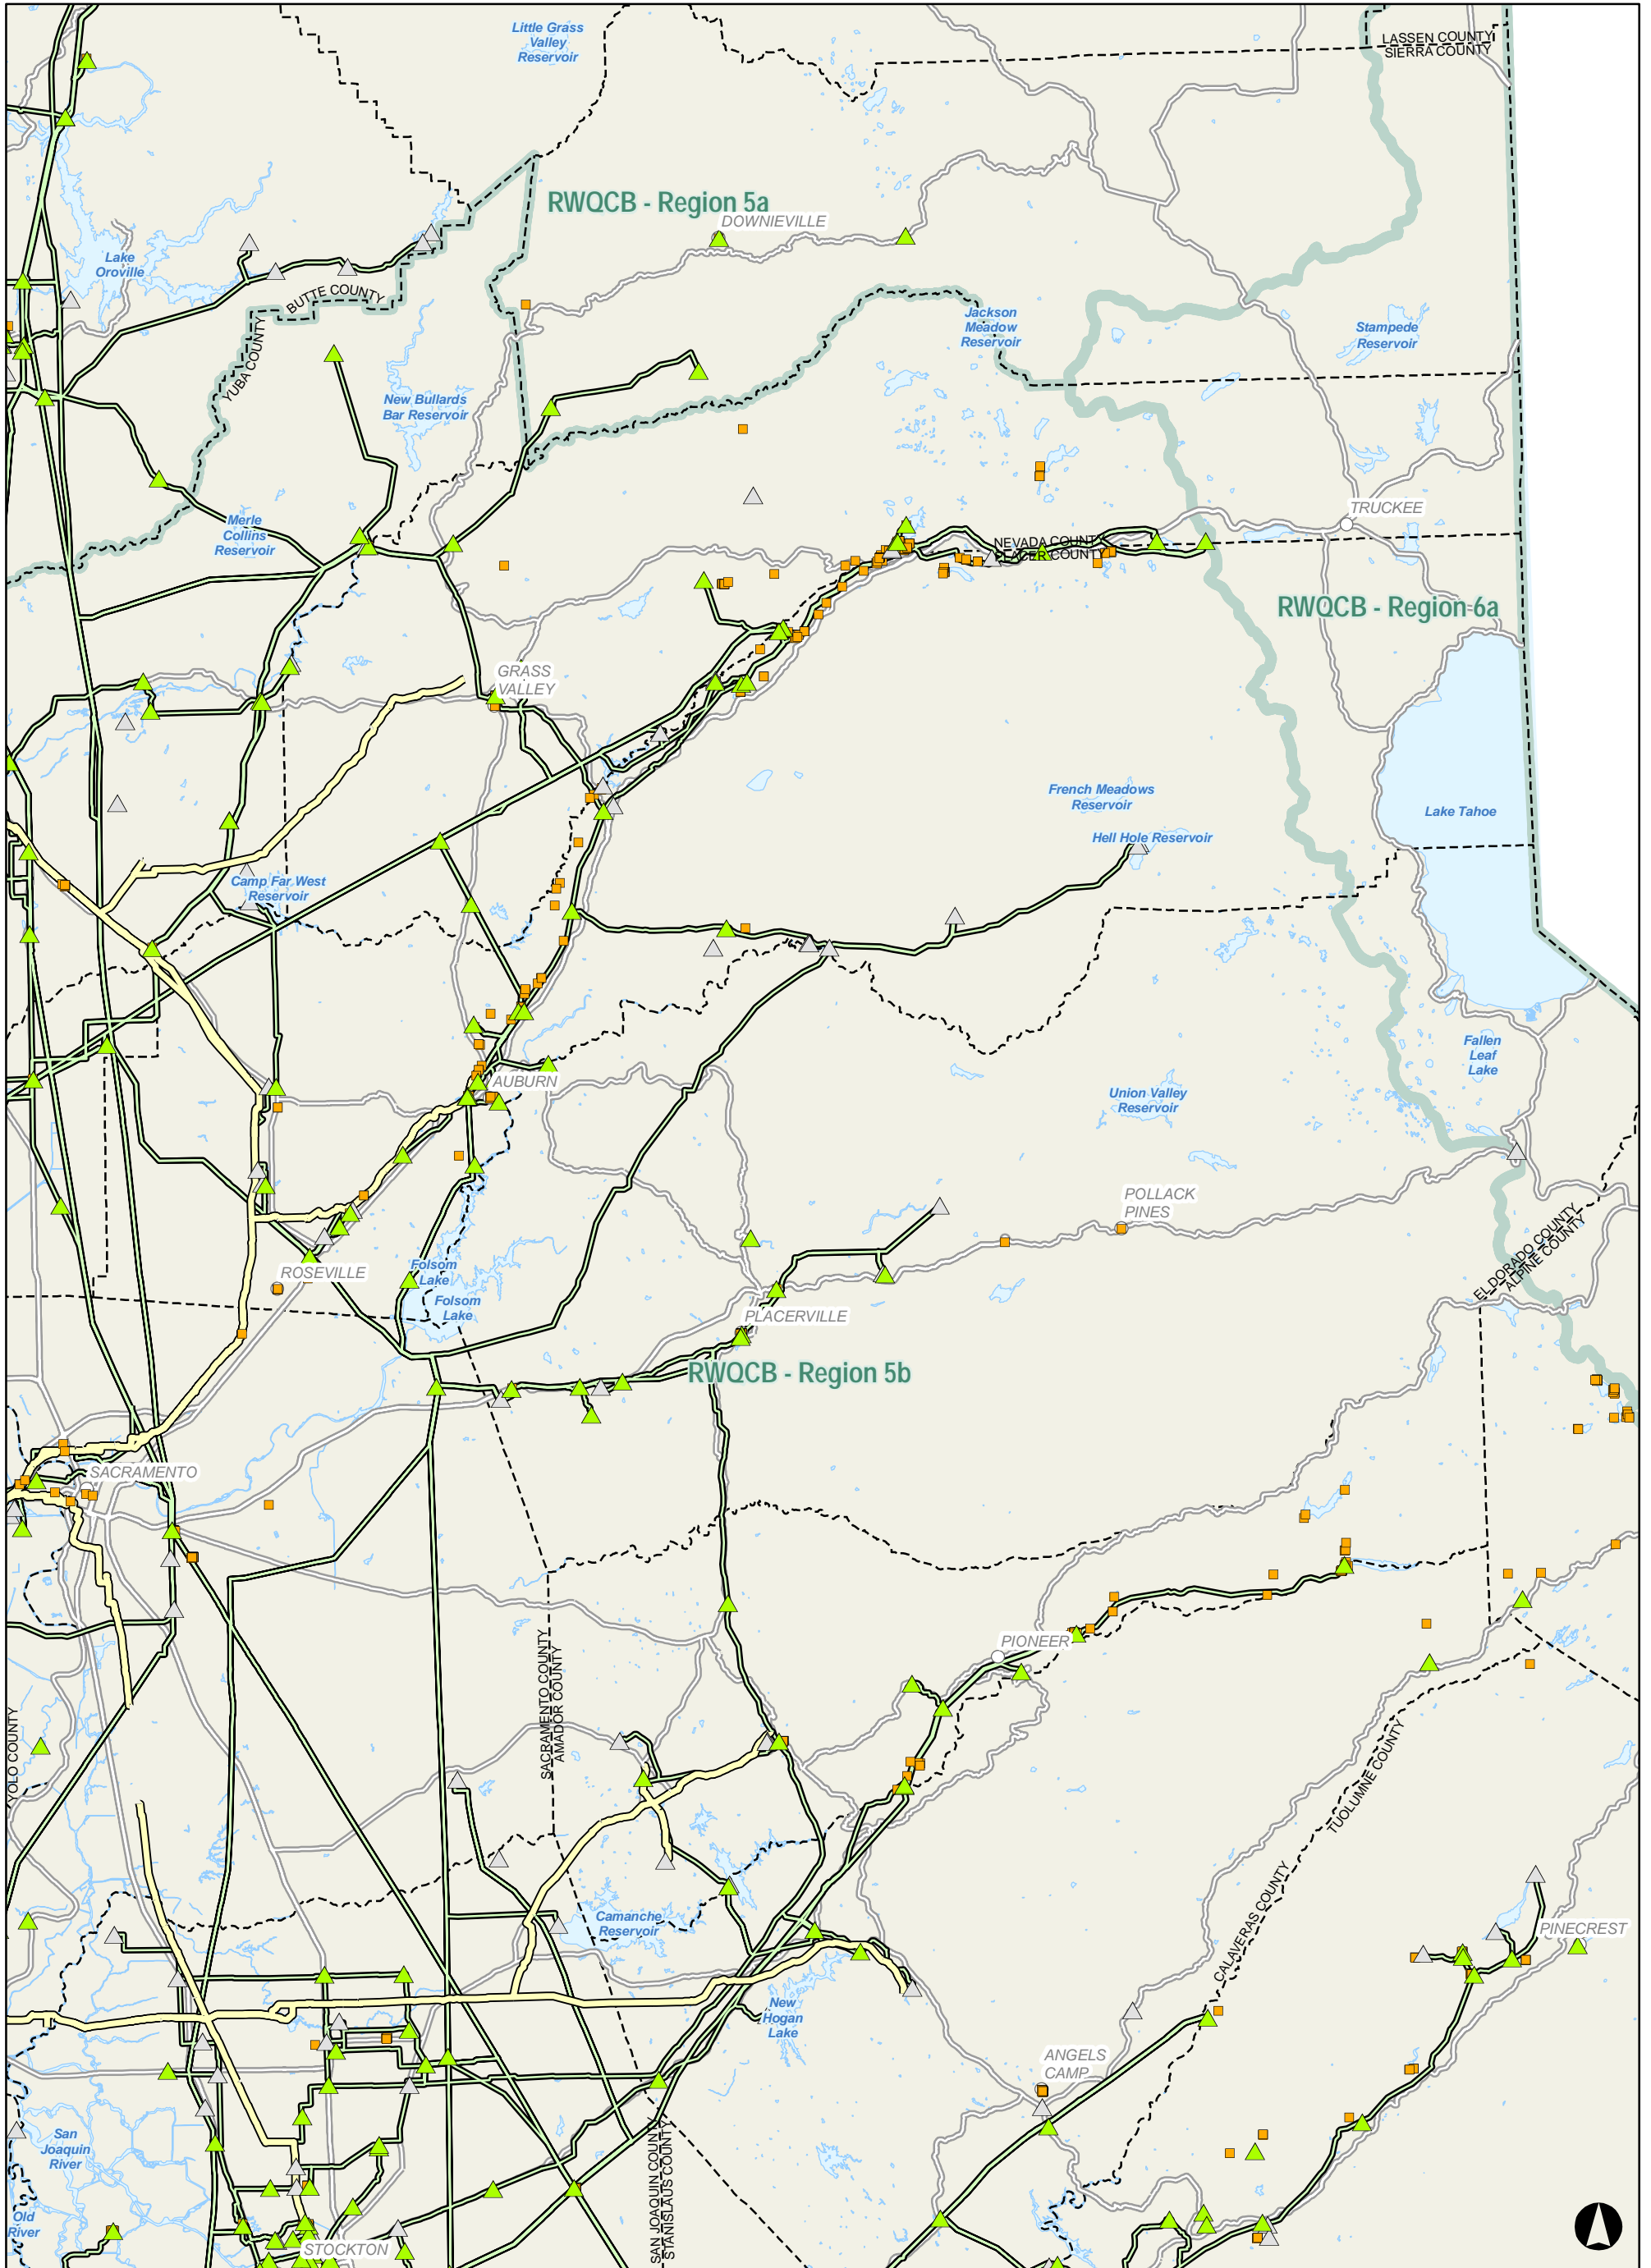 Little Grass
Valley
Reservoir
LASSEN COUNTY
SIERRA COUNTY
RWQCB - Region 5a
DOWNIEVILLE
Lake
Oroville
BUTTE COUNTY
YUBA COUNTY
Jackson
Meadow
Reservoir
Stampede
Reservoir
New Bullards
Bar Reservoir
TRUCKEE
Merle
Collins
Reservoir
NEVADA COUNTY
PLACER COUNTY
RWQCB - Region 6a
GRASS
VALLEY
French Meadows
Reservoir
Hell Hole Reservoir
Lake Tahoe
Camp Far West
Reservoir
Fallen
Leaf
Lake
AUBURN
Union Valley
Reservoir
POLLACK
PINES
ELDORADO COUNTY
ALPINE COUNTY
ROSEVILLE
Folsom
Lake
Folsom
Lake
PLACERVILLE
RWQCB - Region 5b
SACRAMENTO
PIONEER
SACRAMENTO COUNTY
AMADOR COUNTY
YOLO COUNTY
TUOLUMNE COUNTY
CALAVERAS COUNTY
Camanche
Reservoir
PINECREST
New
Hogan
Lake
ANGELS
CAMP
San
Joaquin
River
SAN JOAQUIN COUNTY
STANISLAUS COUNTY
Old
River
STOCKTON